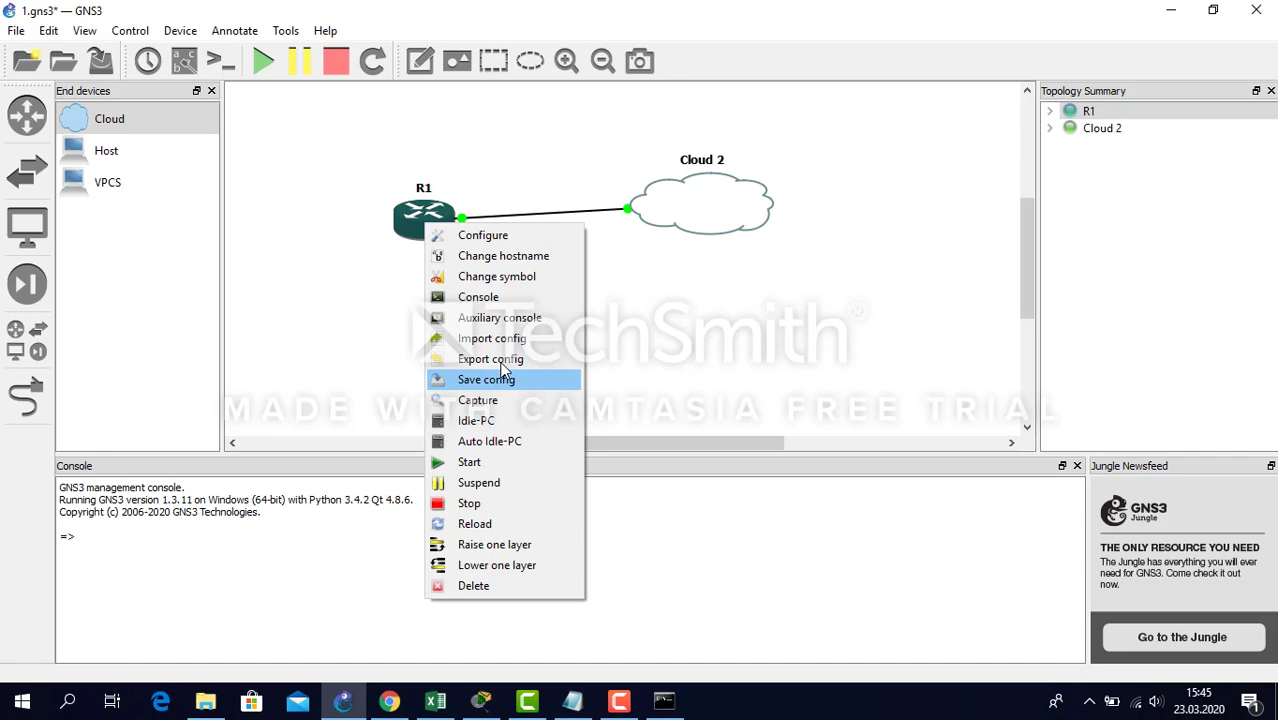 1.gns3* — GNS3
File Edit View Control Device Annotate Tools Help
End devices
Cloud
Host
VPCS
R1
Cloud 2
Configure
Change hostname
Change symbol
Console
Auxiliary console
Import config
Export config
Save config
Capture
Idle-PC
Auto Idle-PC
Start
Suspend
Stop
Reload
Raise one layer
Lower one layer
Delete
TechSmith®
MADE WITH CAMTASIA FREE TRIAL
Topology Summary
R1
Cloud 2
Console
GNS3 management console.
Running GNS3 version 1.3.11 on Windows (64-bit) with Python 3.4.2 Qt 4.8.6.
Copyright (c) 2006-2020 GNS3 Technologies.
=>
Jungle Newsfeed
GNS3
Jungle
THE ONLY RESOURCE YOU NEED
The Jungle has everything you will ever
need for GNS3. Come check it out
now.
Go to the Jungle
15:45
23.03.2020
1